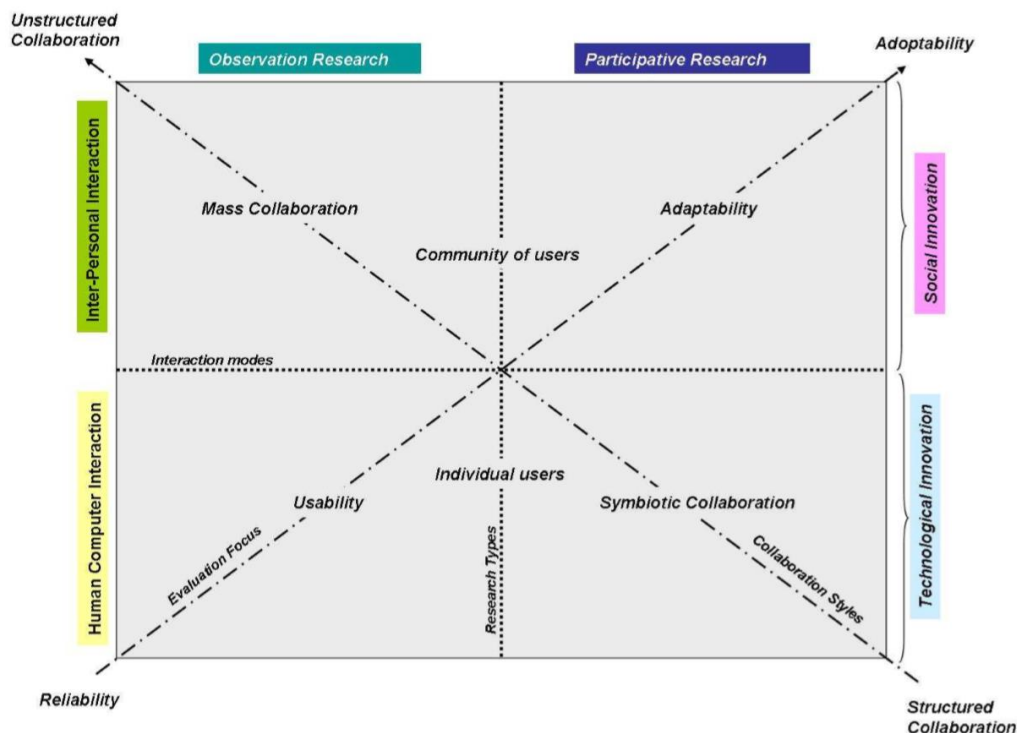 Unstructured
Collaboration
Observation Research
Participative Research
Adoptability
Inter-Personal Interaction
Mass Collaboration
Adaptability
Social Innovation
Community of users
Interaction modes
Human Computer Interaction
Individual users
Usability
Symbiotic Collaboration
Technological Innovation
Evaluation Focus
Research Types
Collaboration Styles
Reliability
Structured
Collaboration